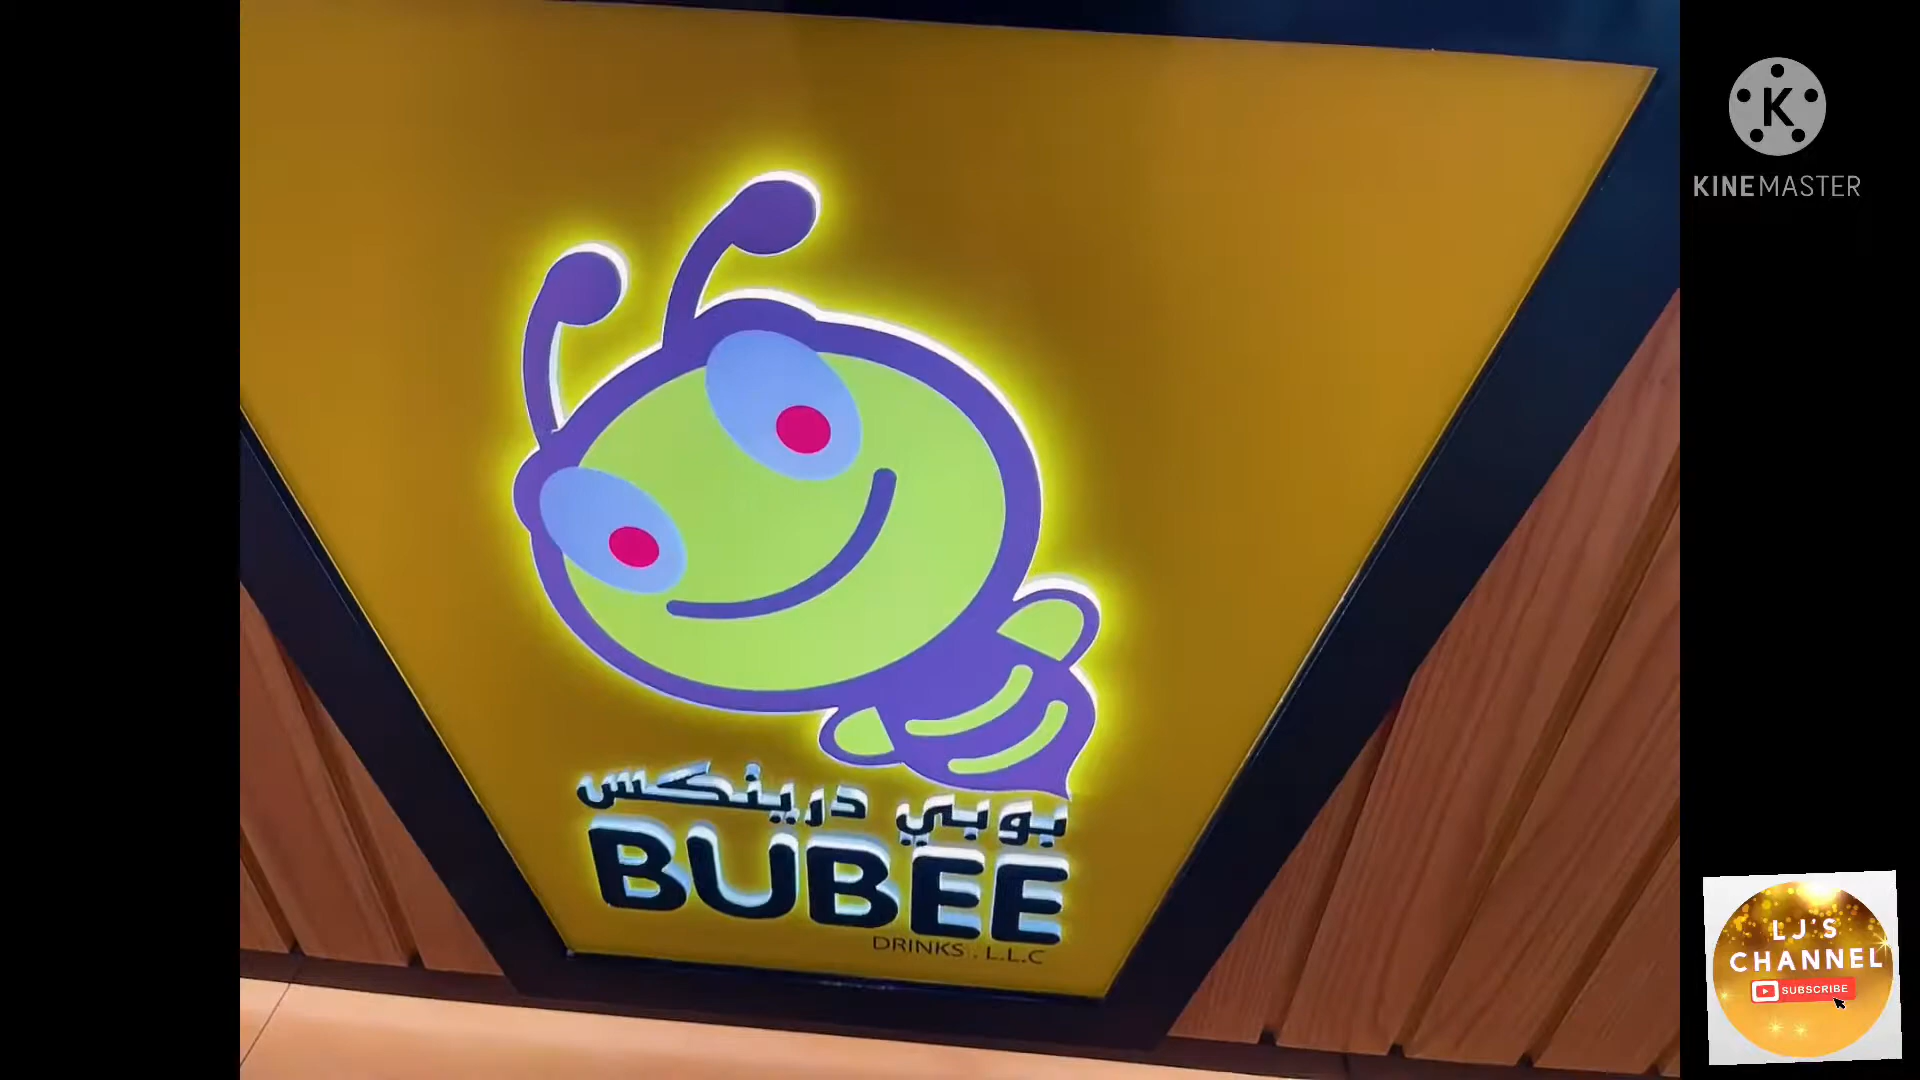 بوبي درينكس
BUBEE
DRINKS . L.L.C
KINEMASTER
LJ'S
CHANNEL
SUBSCRIBE